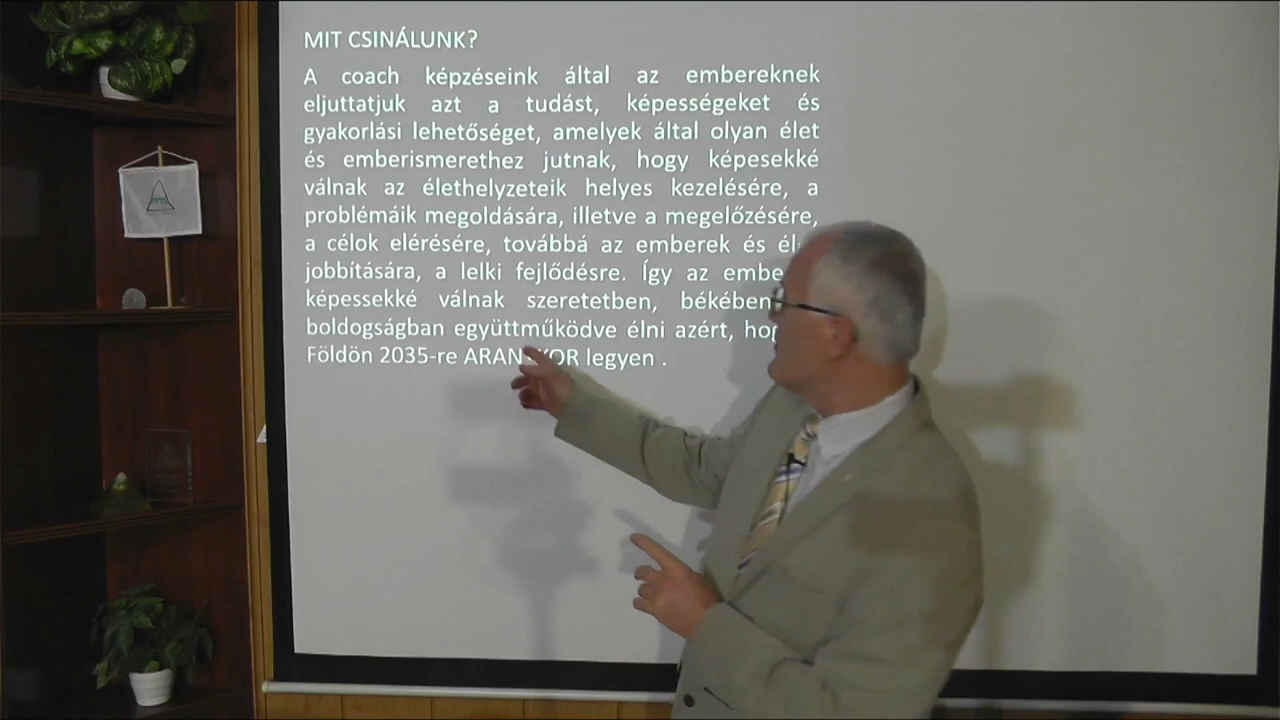 MIT CSINÁLUNK?
A coach képzéseink által az embereknek
eljuttatjuk azt a tudást, képességeket és
gyakorlási lehetőséget, amelyek által olyan élet
és emberismerethez jutnak, hogy képesekké
válnak az élethelyzeteik helyes kezelésére, a
problémáik megoldására, illetve a megelőzésére,
a célok elérésére, továbbá az emberek és
jobbítására, a lelki fejlődésre. Így az
képessekké válnak szeretetben, békében
boldogságban együttműködve élni azért,
Földön 2035-re ARANYKOR legyen .